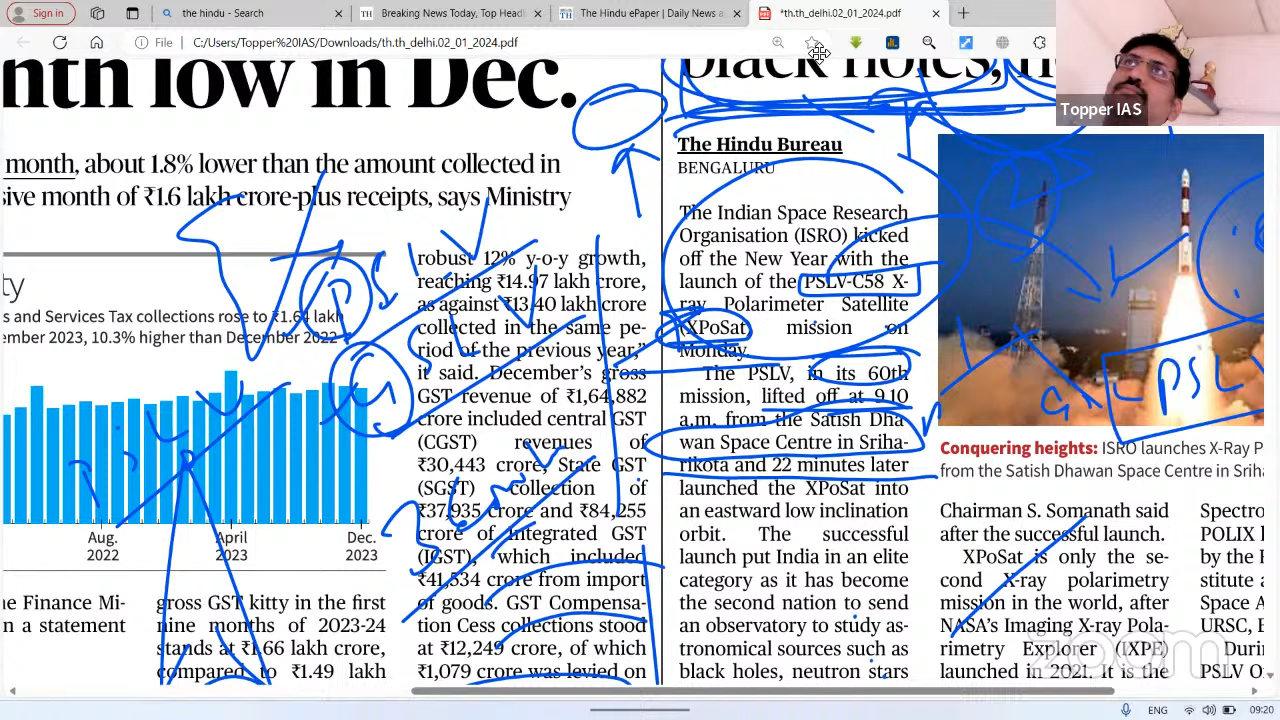 Sign in
the hindu - Search
Breaking News Today, Top Headl
The Hindu ePaper | Daily News a
*th.th_delhi.02_01_2024.pdf
File
C:/Users/Topper%20IAS/Downloads/th.th_delhi.02_01_2024.pdf
Topper IAS
nth low in Dec.
month, about 1.8% lower than the amount collected in
sive month of ₹1.6 lakh crore-plus receipts, says Ministry
ty
s and Services Tax collections rose to ₹1.64 lakh
ember 2023, 10.3% higher than December 2022
Aug.
2022
April
2023
Dec.
2023
ne Finance Mi-
n a statement
gross GST kitty in the first
nine months of 2023-24
stands at ₹1.66 lakh crore,
compared to ₹1.49 lakh
robust 12% y-o-y growth,
reaching ₹14.97 lakh crore,
as against ₹13.40 lakh crore
collected in the same pe-
riod of the previous year,"
it said. December's gross
GST revenue of ₹1,64,882
crore included central GST
(CGST) revenues of
₹30,443 crore, State GST
(SGST) collection of
₹37,935 crore and ₹84,255
crore of Integrated GST
(IGST), which included
₹41,534 crore from import
of goods. GST Compensa-
tion Cess collections stood
at ₹12,249 crore, of which
₹1,079 crore was levied on
black holes,
The Hindu Bureau
BENGALURU
The Indian Space Research
Organisation (ISRO) kicked
off the New Year with the
launch of the PSLV-C58 X-
ray Polarimeter Satellite
(XPoSat) mission on
Monday.
The PSLV, in its 60th
mission, lifted off at 9.10
a.m. from the Satish Dha-
wan Space Centre in Sriha-
rikota and 22 minutes later
launched the XPoSat into
an eastward low inclination
orbit. The successful
launch put India in an elite
category as it has become
the second nation to send
an observatory to study as-
tronomical sources such as
black holes, neutron stars
PSLV
Conquering heights: ISRO launches X-Ray P
from the Satish Dhawan Space Centre in Srih
Chairman S. Somanath said
after the successful launch.
XPoSat is only the se-
cond X-ray polarimetry
mission in the world, after
NASA's Imaging X-ray Pola-
rimetry Explorer (IXPE)
launched in 2021. It is the
Spectro
POLIX
by the
stitute a
Space A
URSC,
Duri
PSLV O
zoom
ENG
09:20